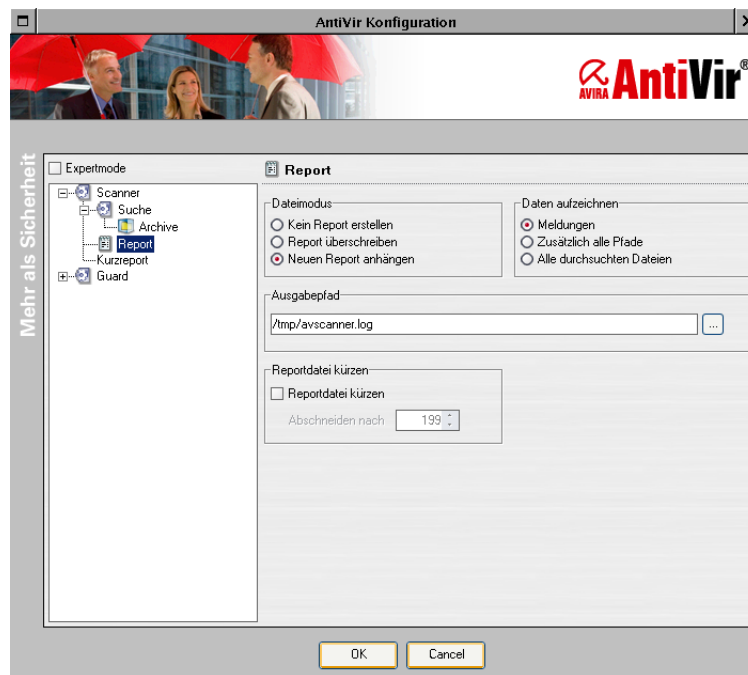 AntiVir Konfiguration
AVIRA AntiVir®
Mehr als Sicherheit
Expertmode
Scanner
Suche
Archive
Report
Kurzreport
Guard
Report
Dateimodus
Kein Report erstellen
Report überschreiben
Neuen Report anhängen
Daten aufzeichnen
Meldungen
Zusätzlich alle Pfade
Alle durchsuchten Dateien
Ausgabepfad
/tmp/avscanner.log
...
Reportdatei kürzen
Reportdatei kürzen
Abschneiden nach 199
OK Cancel